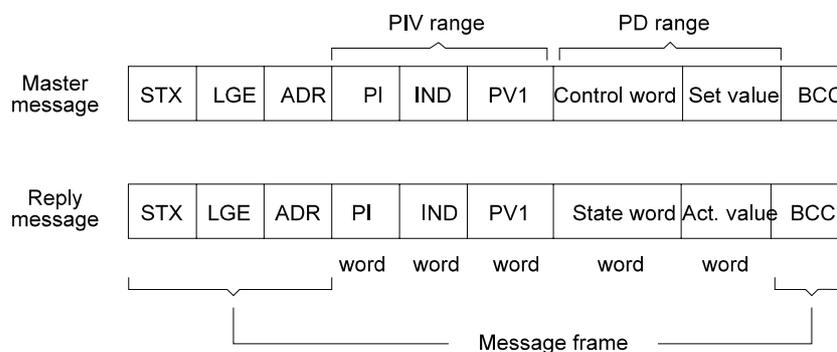 PIV range PD range
Master message
STX LGE ADR PI IND PV1 Control word Set value BCC
Reply message
STX LGE ADR PI IND PV1 State word Act. value BCC
word word word word word
Message frame